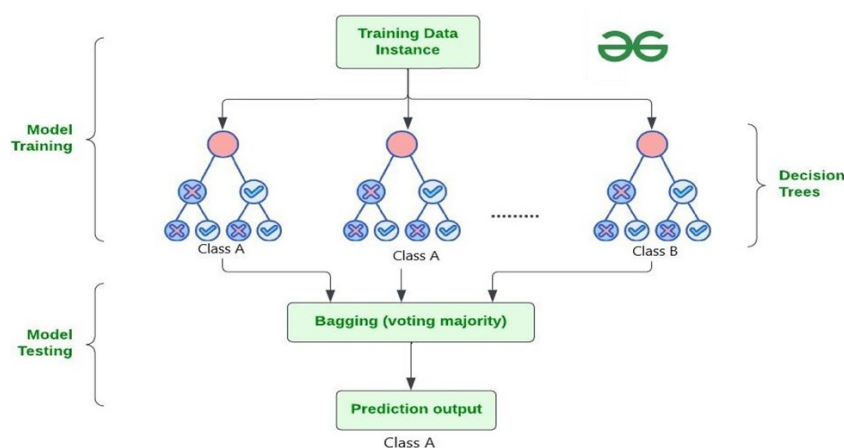 Training Data
Instance
Model
Training
Decision
Trees
.........
Class A
Class A
Class B
Bagging (voting majority)
Model
Testing
Prediction output
Class A